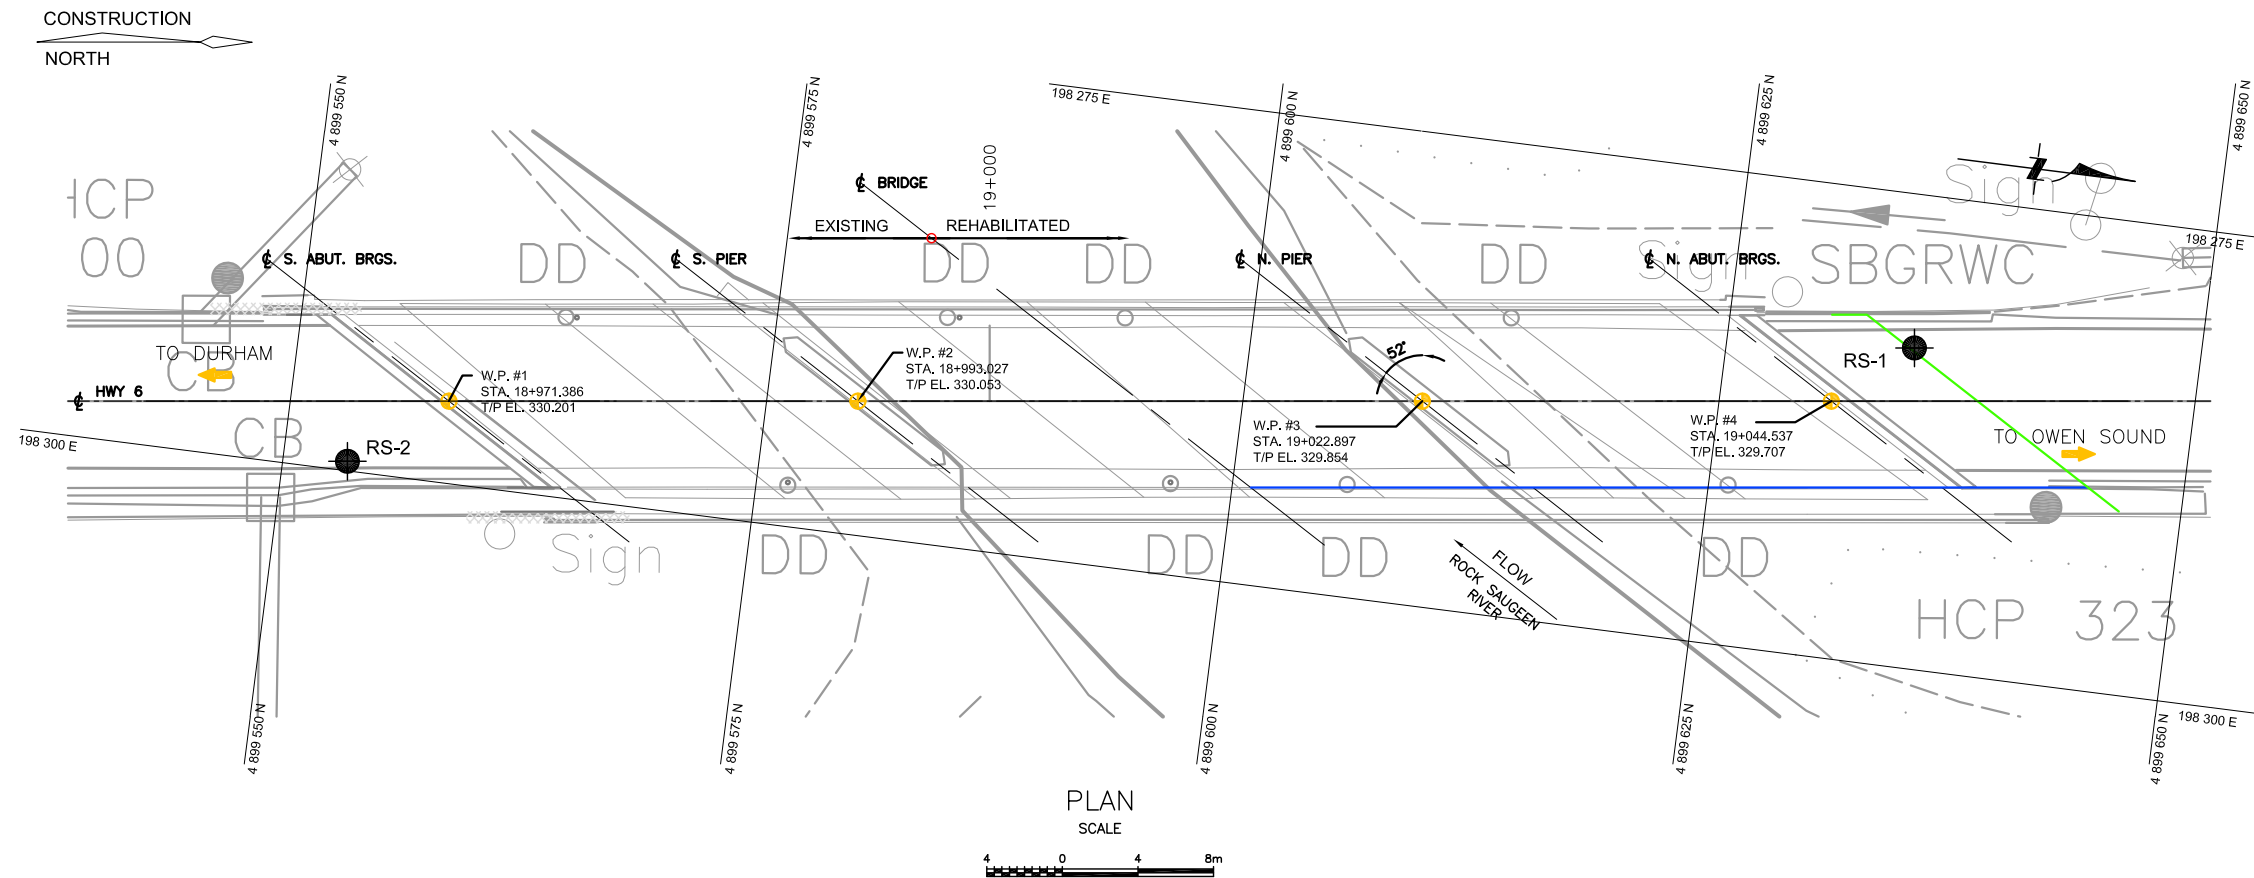 CONSTRUCTION
NORTH
4 899 550 N
4 899 575 N
198 275 E
4 899 600 N
4 899 625 N
4 899 650 N
HCP
00
℄ BRIDGE
19+000
EXISTING
REHABILITATED
Sign
198 275 E
℄ S. ABUT. BRGS.
DD
℄ S. PIER
DD
DD
℄ N. PIER
DD
Sign
℄ N. ABUT. BRGS.
SBGRWC
TO DURHAM
CB
52°
RS-1
W.P. #1
STA. 18+971.386
T/P EL. 330.201
W.P. #2
STA. 18+993.027
T/P EL. 330.053
℄ HWY 6
W.P. #3
STA. 19+022.897
T/P EL. 329.854
W.P. #4
STA. 19+044.537
T/P EL. 329.707
TO OWEN SOUND
198 300 E
CB
RS-2
Sign
DD
DD
DD
DD
FLOW
ROCK SAUGEEN
RIVER
HCP 323
198 300 E
4 899 550 N
4 899 575 N
4 899 600 N
4 899 625 N
4 899 650 N
PLAN
SCALE
4 0 4 8m